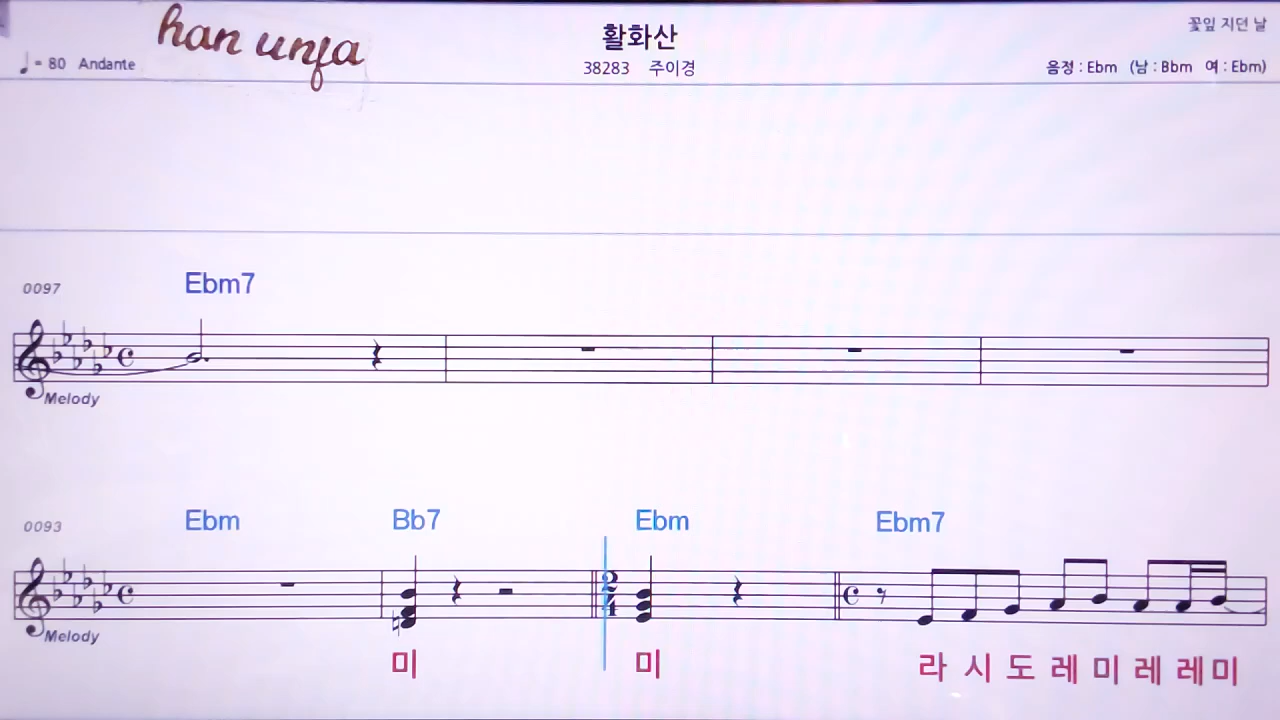 han unja
활화산
꽃잎 지던 날
♩= 80 Andante
38283 주이경
음정 : Ebm (남 : Bbm 여 : Ebm)
0097
Ebm7
Melody
0093
Ebm Bb7 Ebm Ebm7
2
4
Melody
미 미 라 시 도 레 미 레 레 미